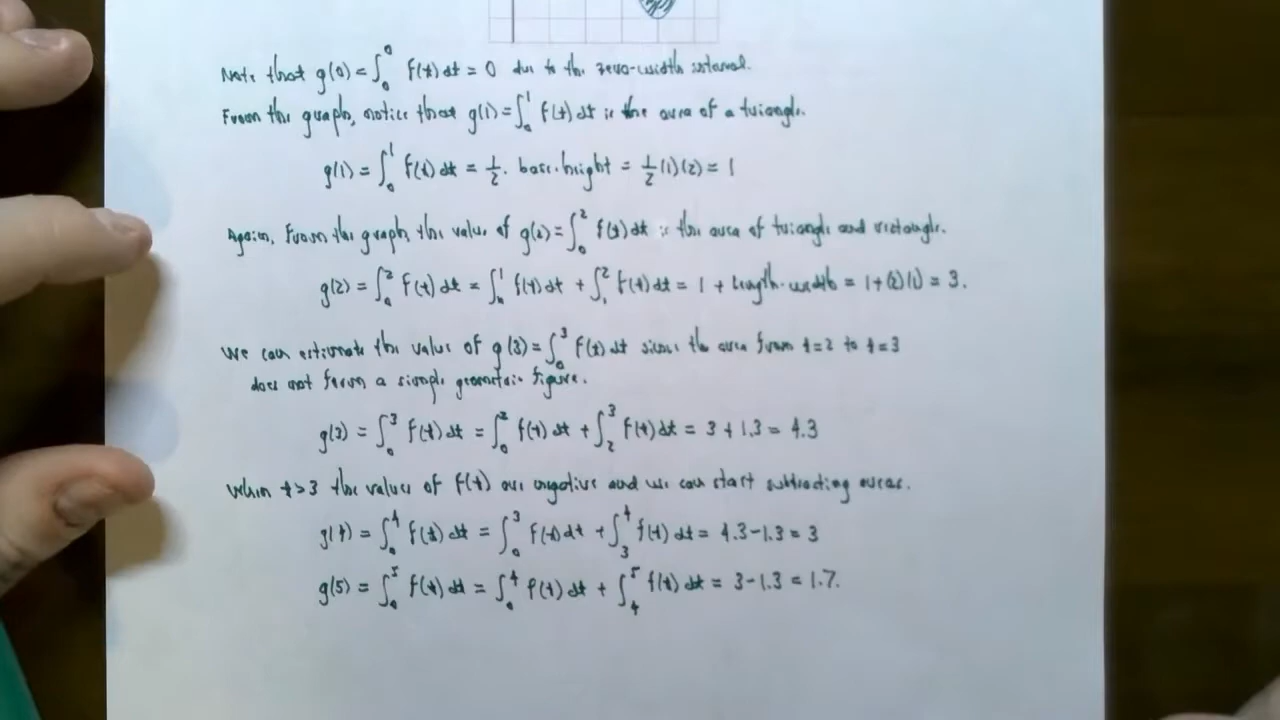 Note that g(0) = ∫₀⁰ f(t) dt = 0 due to the zero-width interval.
From the graph, notice that g(1) = ∫₀¹ f(t) dt is the area of a triangle.
g(1) = ∫₀¹ f(t) dt = 1/2 · base · height = 1/2 (1)(2) = 1
Again, from the graph, the value of g(2) = ∫₀² f(t) dt is the area of triangle and rectangle.
g(2) = ∫₀² f(t) dt = ∫₀¹ f(t) dt + ∫₁² f(t) dt = 1 + length · width = 1 + (2)(1) = 3.
We can estimate the value of g(3) = ∫₀³ f(t) dt since the area from t=2 to t=3
does not form a simple geometric figure.
g(3) = ∫₀³ f(t) dt = ∫₀² f(t) dt + ∫₂³ f(t) dt = 3 + 1.3 = 4.3
When t>3 the values of f(t) are negative and we can start subtracting areas.
g(4) = ∫₀⁴ f(t) dt = ∫₀³ f(t) dt + ∫₃⁴ f(t) dt = 4.3 - 1.3 = 3
g(5) = ∫₀⁵ f(t) dt = ∫₀⁴ f(t) dt + ∫₄⁵ f(t) dt = 3 - 1.3 = 1.7.